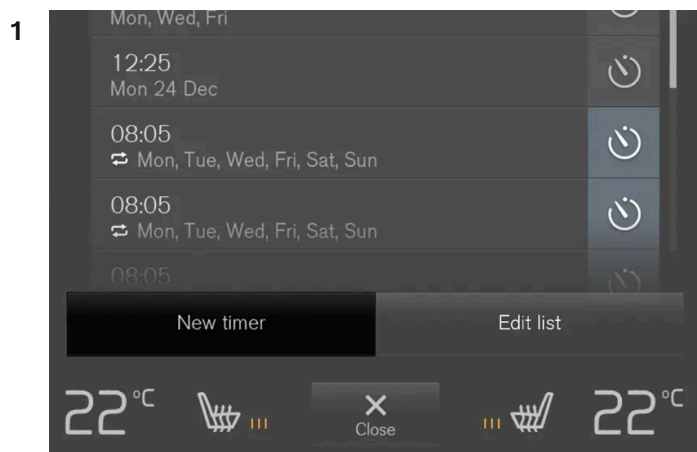 1
Mon, Wed, Fri
12:25
Mon 24 Dec
08:05
Mon, Tue, Wed, Fri, Sat, Sun
08:05
Mon, Tue, Wed, Fri, Sat, Sun
08:05
New timer Edit list
22°C 22°C
Close